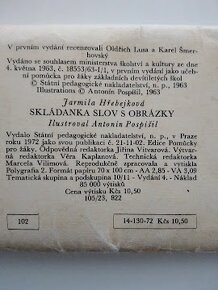 V prvním vydání recenzovali Oldřich Lusa a Karel Šmerhovský
Vydáno se souhlasem ministerstva školství a kultury ze dne
4. května 1963, č. 18553/63-I/1, v prvním vydání jako učební
pomůcka pro žáky základních devítiletých škol
© Státní pedagogické nakladatelství, n. p., 1963
Illustrations © Antonín Pospíšil, 1963
Jarmila Hřebejková
SKLÁDANKA SLOV S OBRÁZKY
Ilustroval Antonín Pospíšil
Vydalo Státní pedagogické nakladatelství, n. p., v Praze
roku 1972 jako svou publikaci č. 21-11-02. Edice Pomůcky
pro žáky. Odpovědná redaktorka Jiřina Vitvarová. Výtvarná
redaktorka Věra Kaplanová. Technická redaktorka
Marcela Vilímová. Reprodukčně zpracovala a vytiskla
Polygrafia 2. Formát papíru 70 x 100 cm - AA 2,85 - VA 3,09
Tematická skupina a podskupina 10/11 - Vydání 4. - Náklad
85 000 výtisků
Cena výtisku Kčs 10,50
105/23, 822
102 14-130-72 Kčs 10,50